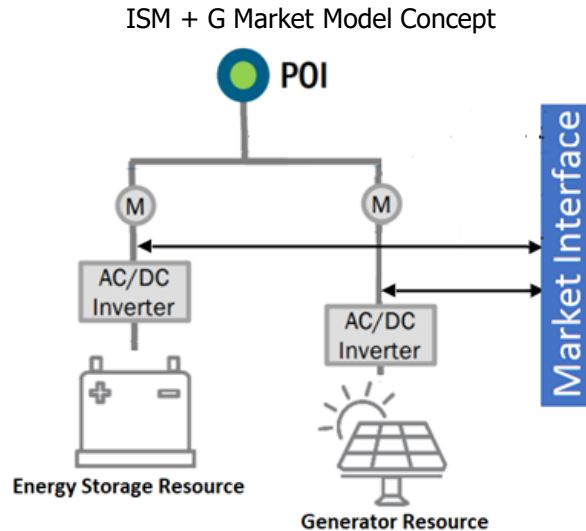 ISM + G Market Model Concept
POI
M
M
Market Interface
AC/DC
Inverter
AC/DC
Inverter
+
−
Energy Storage Resource
Generator Resource